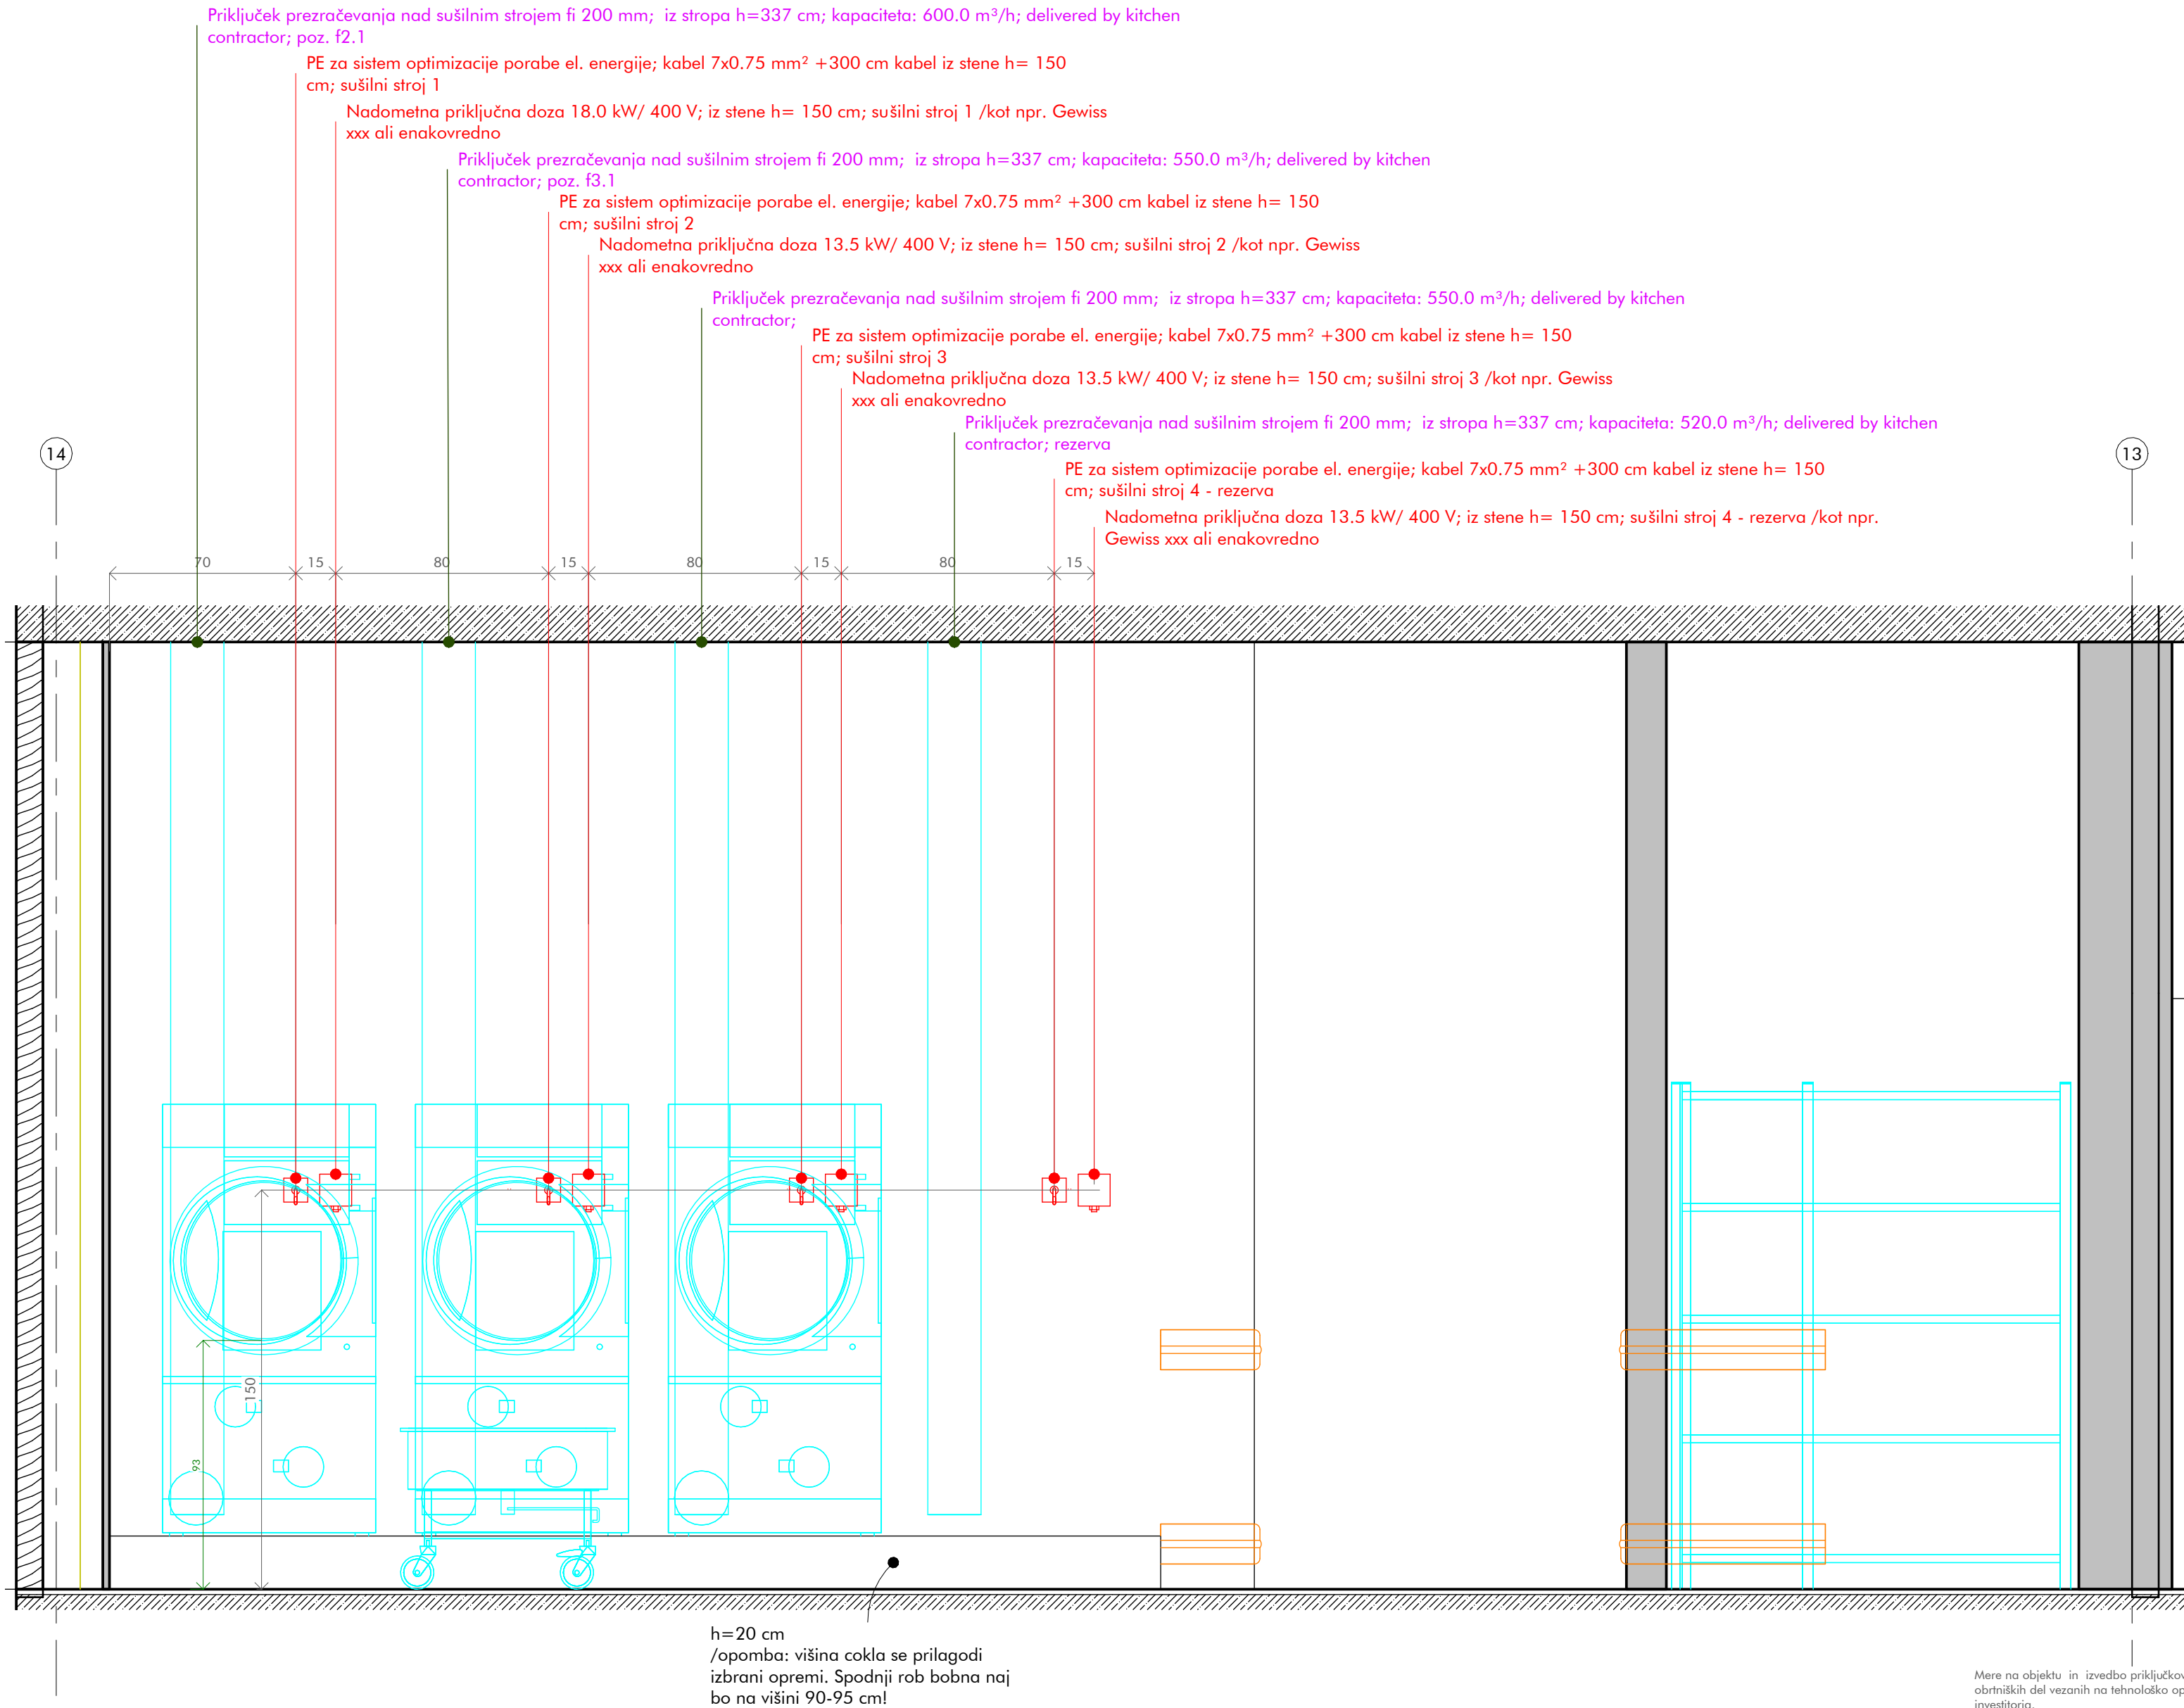 Priključek prezračevanja nad sušilnim strojem fi 200 mm;  iz stropa h=337 cm; kapaciteta: 600.0 m³/h; delivered by kitchen
contractor; poz. f2.1
PE za sistem optimizacije porabe el. energije; kabel 7x0.75 mm² +300 cm kabel iz stene h= 150
cm; sušilni stroj 1
Nadometna priključna doza 18.0 kW/ 400 V; iz stene h= 150 cm; sušilni stroj 1 /kot npr. Gewiss
xxx ali enakovredno
Priključek prezračevanja nad sušilnim strojem fi 200 mm;  iz stropa h=337 cm; kapaciteta: 550.0 m³/h; delivered by kitchen
contractor; poz. f3.1
PE za sistem optimizacije porabe el. energije; kabel 7x0.75 mm² +300 cm kabel iz stene h= 150
cm; sušilni stroj 2
Nadometna priključna doza 13.5 kW/ 400 V; iz stene h= 150 cm; sušilni stroj 2 /kot npr. Gewiss
xxx ali enakovredno
Priključek prezračevanja nad sušilnim strojem fi 200 mm;  iz stropa h=337 cm; kapaciteta: 550.0 m³/h; delivered by kitchen
contractor;
PE za sistem optimizacije porabe el. energije; kabel 7x0.75 mm² +300 cm kabel iz stene h= 150
cm; sušilni stroj 3
Nadometna priključna doza 13.5 kW/ 400 V; iz stene h= 150 cm; sušilni stroj 3 /kot npr. Gewiss
xxx ali enakovredno
Priključek prezračevanja nad sušilnim strojem fi 200 mm;  iz stropa h=337 cm; kapaciteta: 520.0 m³/h; delivered by kitchen
contractor; rezerva
PE za sistem optimizacije porabe el. energije; kabel 7x0.75 mm² +300 cm kabel iz stene h= 150
cm; sušilni stroj 4 - rezerva
Nadometna priključna doza 13.5 kW/ 400 V; iz stene h= 150 cm; sušilni stroj 4 - rezerva /kot npr.
Gewiss xxx ali enakovredno
14
13
70 15 80 15 80 15 80 15
150
93
h=20 cm
/opomba: višina cokla se prilagodi
izbrani opremi. Spodnji rob bobna naj
bo na višini 90-95 cm!
Mere na objektu  in  izvedbo priključkov
obrtniških del vezanih na tehnološko op
investitorja.